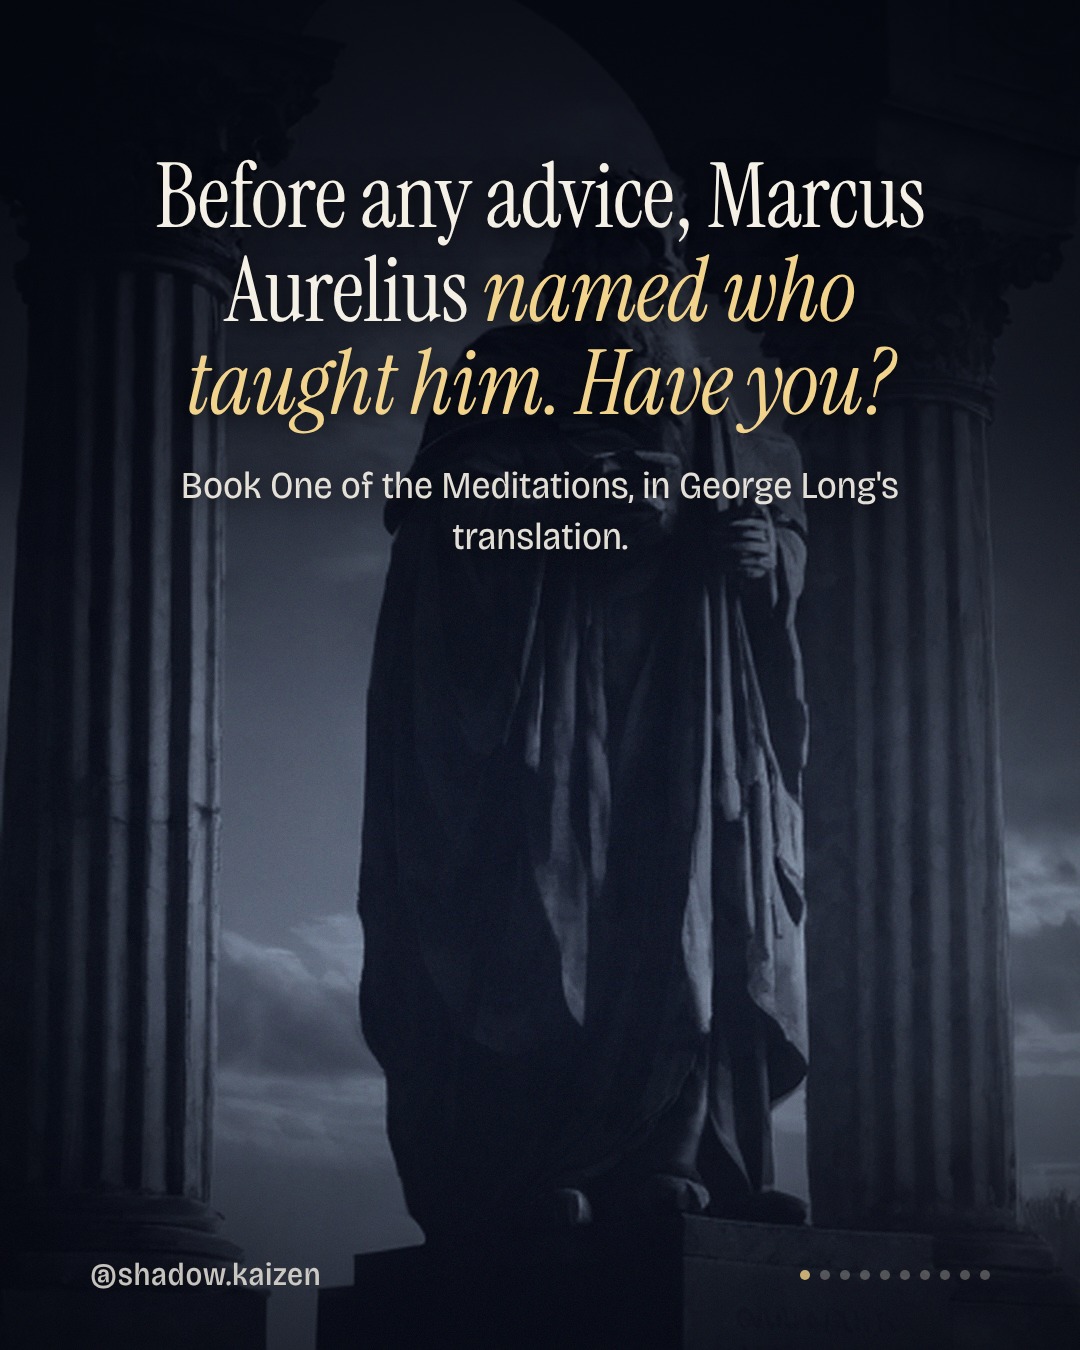 Before any advice, Marcus
Aurelius named who
taught him. Have you?
Book One of the Meditations, in George Long's
translation.
@shadow.kaizen